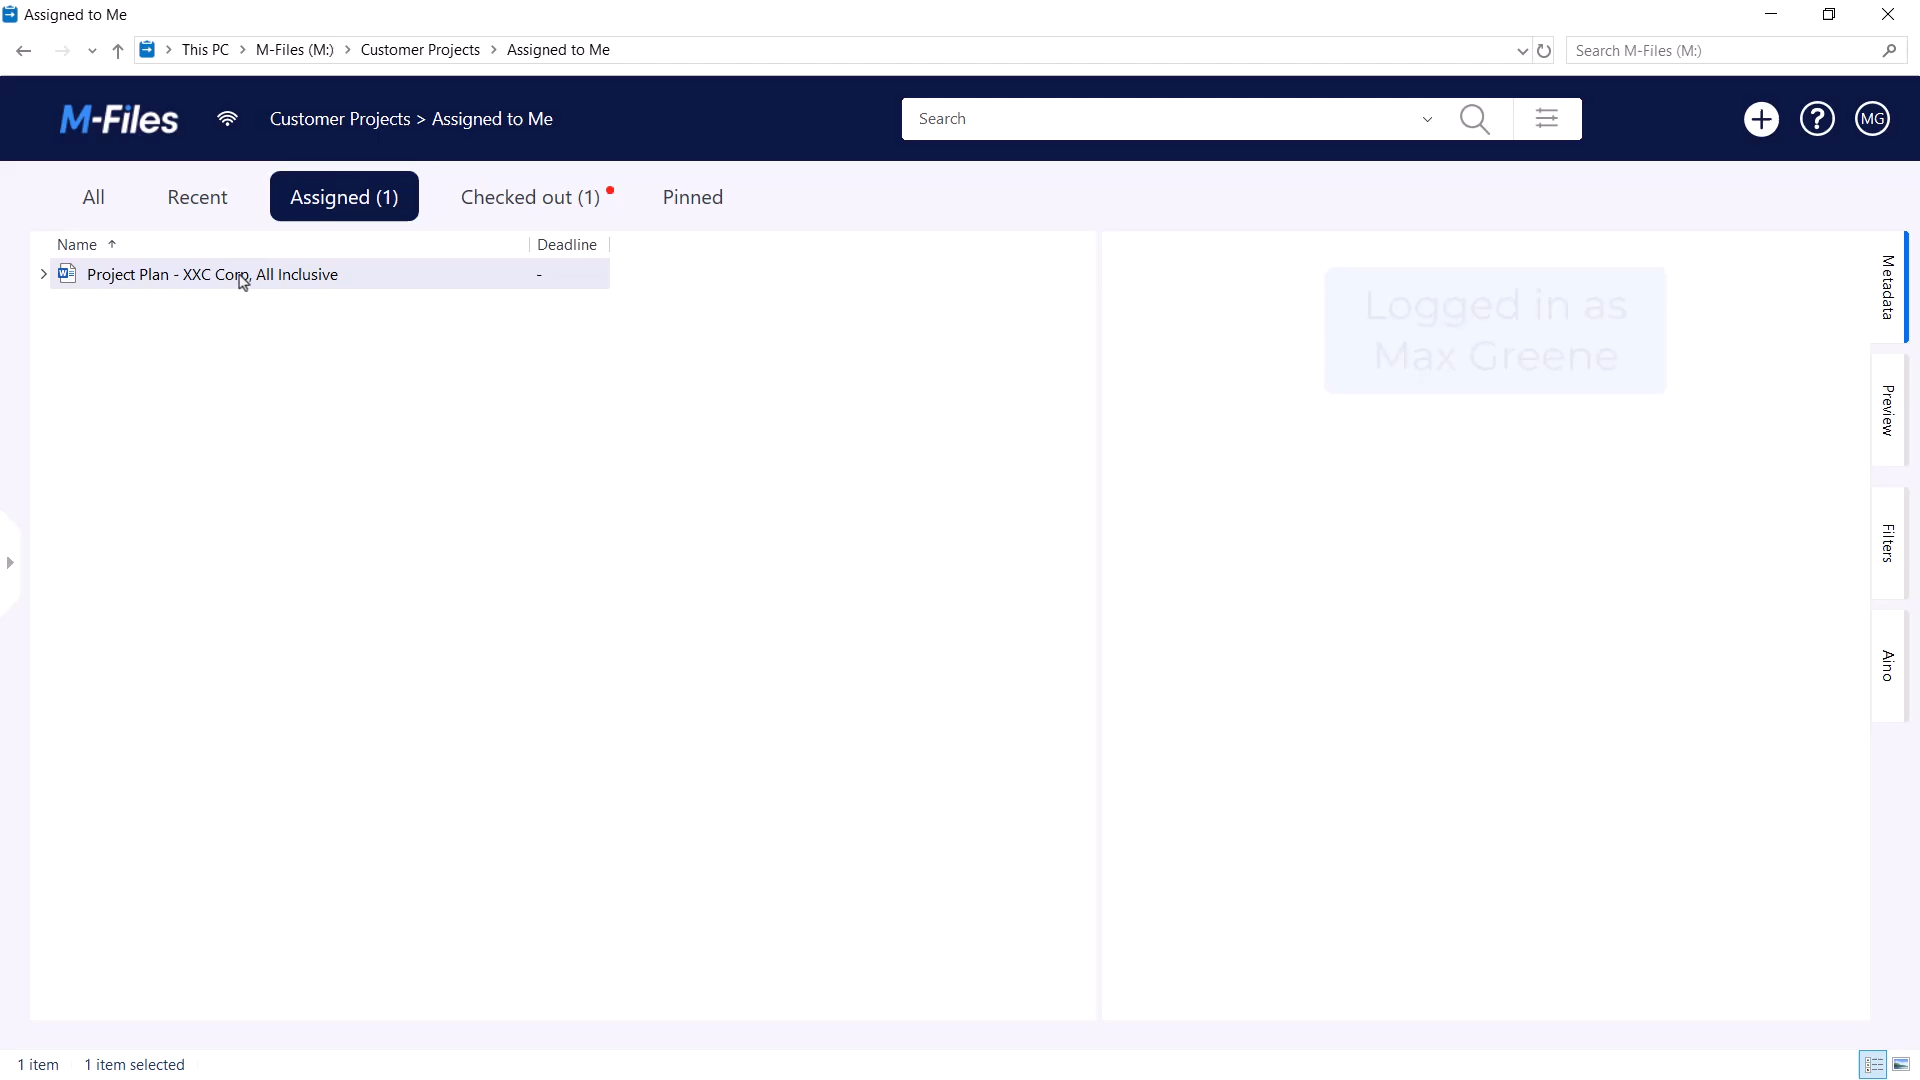 Assigned to Me
This PC > M-Files (M:) > Customer Projects > Assigned to Me
Search M-Files (M:)
M-Files
Customer Projects > Assigned to Me
Search
MG
All
Recent
Assigned (1)
Checked out (1)
Pinned
Name
Deadline
Project Plan - XXC Corp, All Inclusive
-
Logged in as
Max Greene
Metadata
Preview
Filters
Aino
1 item
1 item selected